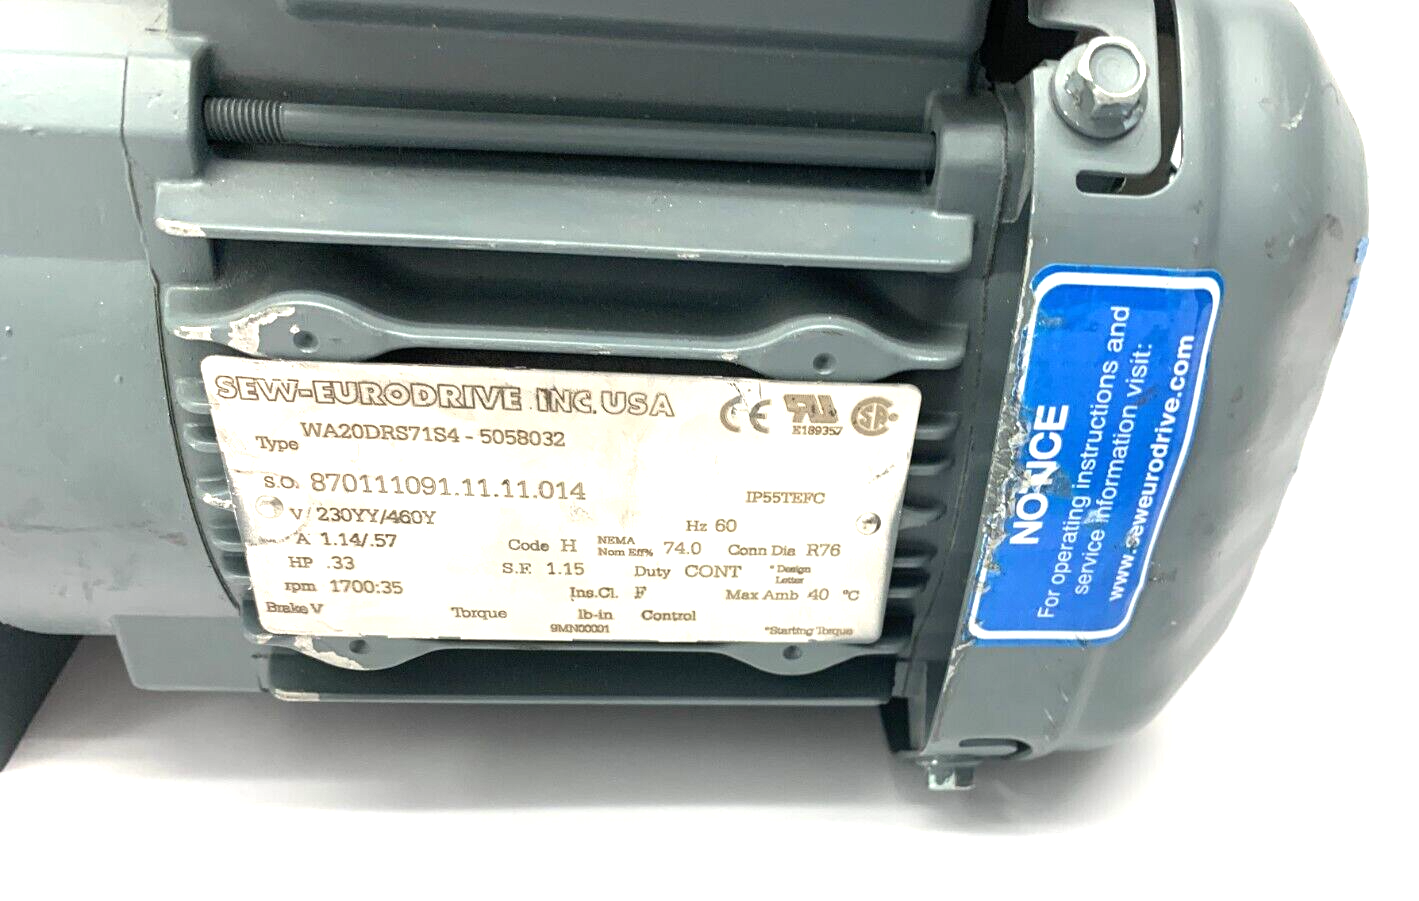 SEW-EURODRIVE INC. USA
CE UR E189357 SA
Type WA20DRS71S4 - 5058032
S.O. 870111091.11.11.014
IP55TEFC
V 230YY/460Y Hz 60
A 1.14/.57 Code H NEMA Nom Eff% 74.0 Conn Dia R76
HP .33 S.F. 1.15 Duty CONT *Design Letter
rpm 1700:35 Ins.Cl. F Max Amb 40 °C
Brake V Torque lb-in Control
9MN00001 *Starting Torque
NOTICE
For operating instructions and
service information visit:
www.seweurodrive.com